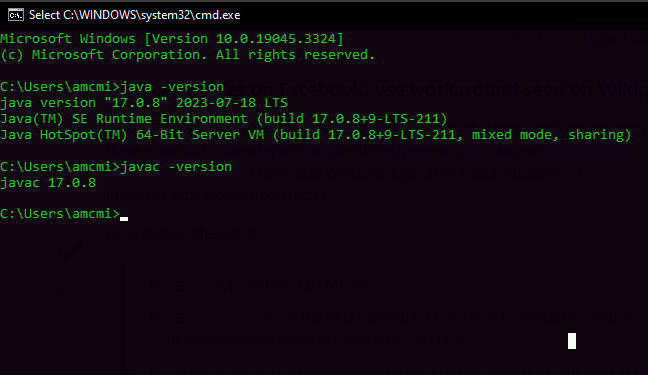 Select C:\WINDOWS\system32\cmd.exe
Microsoft Windows [Version 10.0.19045.3324]
(c) Microsoft Corporation. All rights reserved.
C:\Users\amcmi>java -version
java version "17.0.8" 2023-07-18 LTS
Java(TM) SE Runtime Environment (build 17.0.8+9-LTS-211)
Java HotSpot(TM) 64-Bit Server VM (build 17.0.8+9-LTS-211, mixed mode, sharing)
C:\Users\amcmi>javac -version
javac 17.0.8
C:\Users\amcmi>